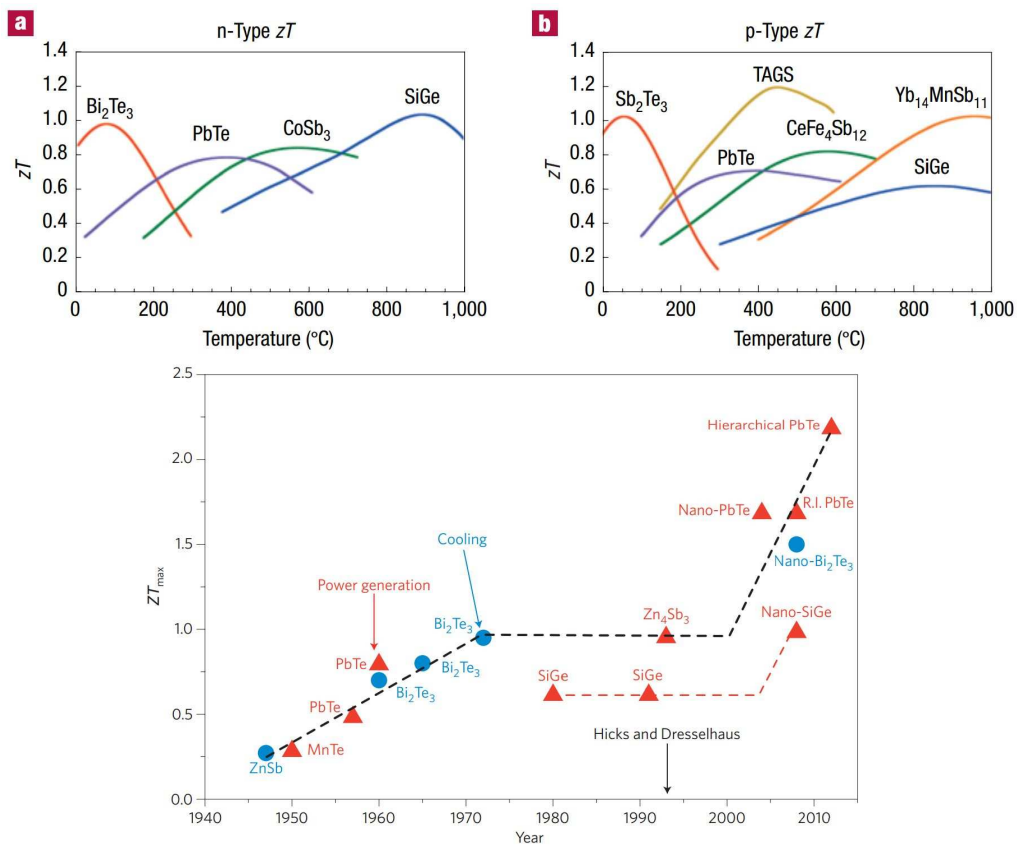 a
n-Type zT
1.4
1.2
1.0
0.8
0.6
0.4
0.2
0
zT
Bi₂Te₃
PbTe
CoSb₃
SiGe
0 200 400 600 800 1,000
Temperature (°C)
b
p-Type zT
1.4
1.2
1.0
0.8
0.6
0.4
0.2
0
zT
Sb₂Te₃
TAGS
PbTe
CeFe₄Sb₁₂
Yb₁₄MnSb₁₁
SiGe
0 200 400 600 800 1,000
Temperature (°C)
2.5
2.0
1.5
1.0
0.5
0.0
ZTmax
Hierarchical PbTe
Nano-PbTe
R.I. PbTe
Cooling
Nano-Bi₂Te₃
Power generation
Bi₂Te₃
Zn₄Sb₃
Nano-SiGe
PbTe
Bi₂Te₃
Bi₂Te₃
SiGe
SiGe
PbTe
Hicks and Dresselhaus
MnTe
ZnSb
1940 1950 1960 1970 1980 1990 2000 2010
Year